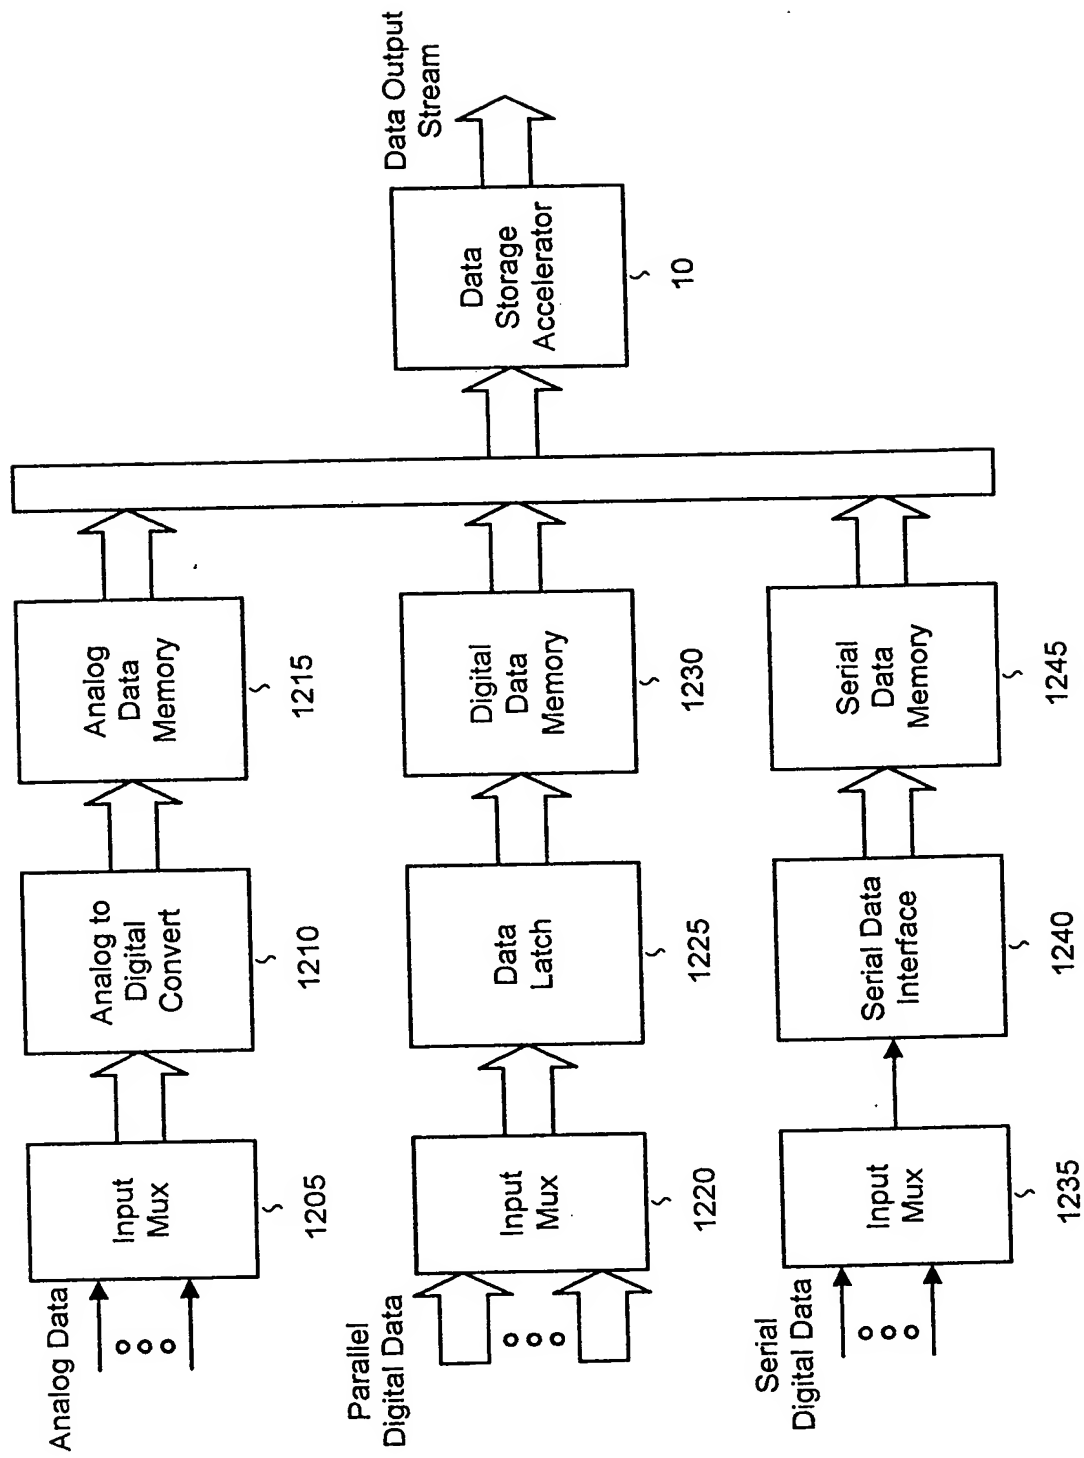 Analog Data
Input
Mux
1205
Analog to
Digital
Convert
1210
Analog
Data
Memory
1215
Parallel
Digital Data
Input
Mux
1220
Data
Latch
1225
Digital
Data
Memory
1230
Serial
Digital Data
Input
Mux
1235
Serial Data
Interface
1240
Serial
Data
Memory
1245
Data
Storage
Accelerator
10
Data Output
Stream